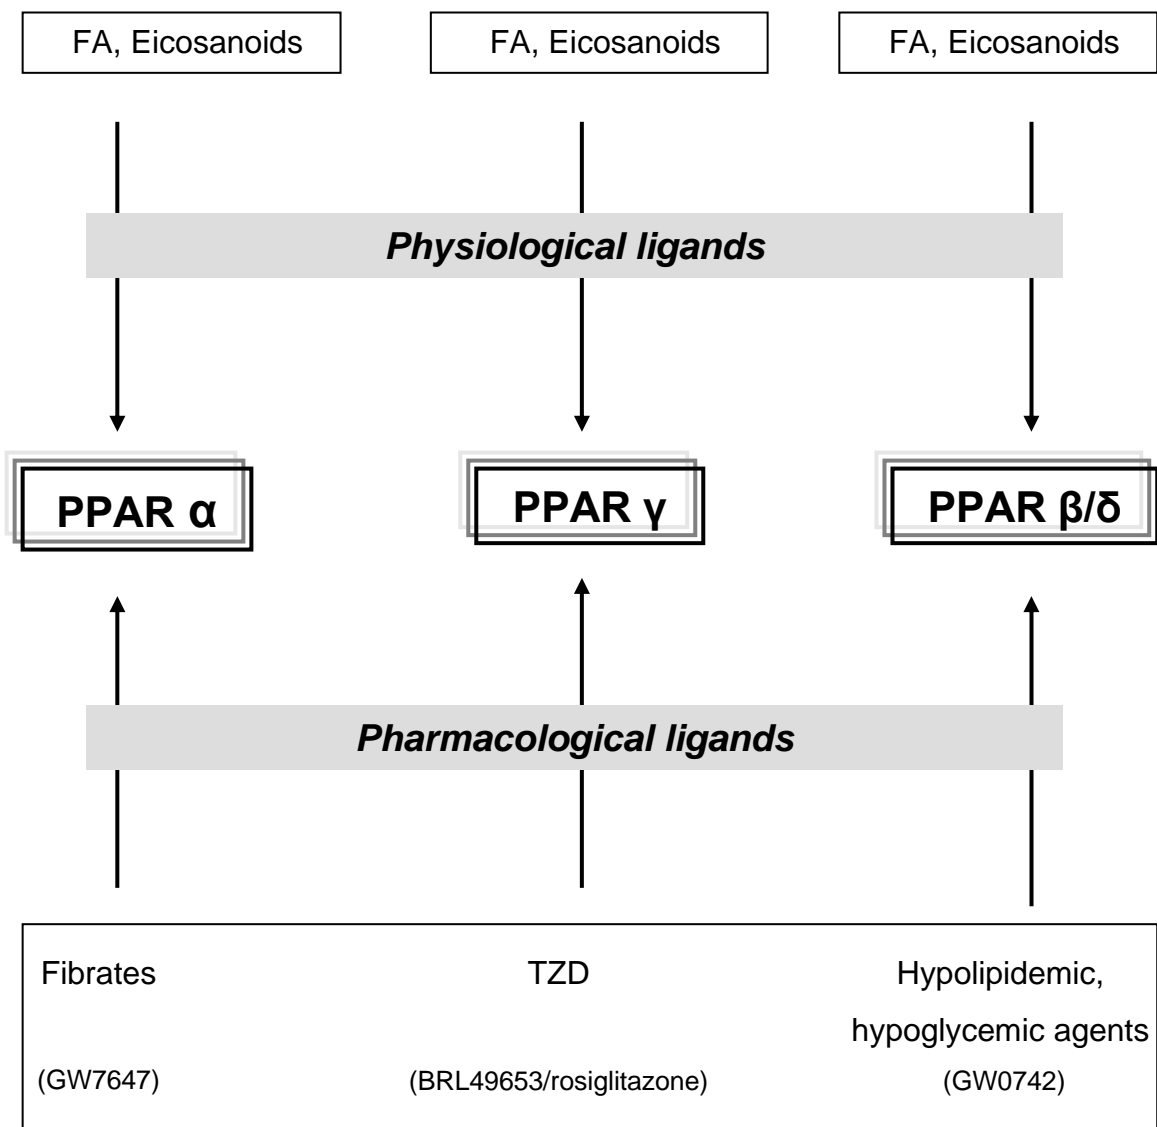 FA, Eicosanoids
FA, Eicosanoids
FA, Eicosanoids
Physiological ligands
PPAR α
PPAR γ
PPAR β/δ
Pharmacological ligands
Fibrates
TZD
Hypolipidemic,
hypoglycemic agents
(GW7647)
(BRL49653/rosiglitazone)
(GW0742)